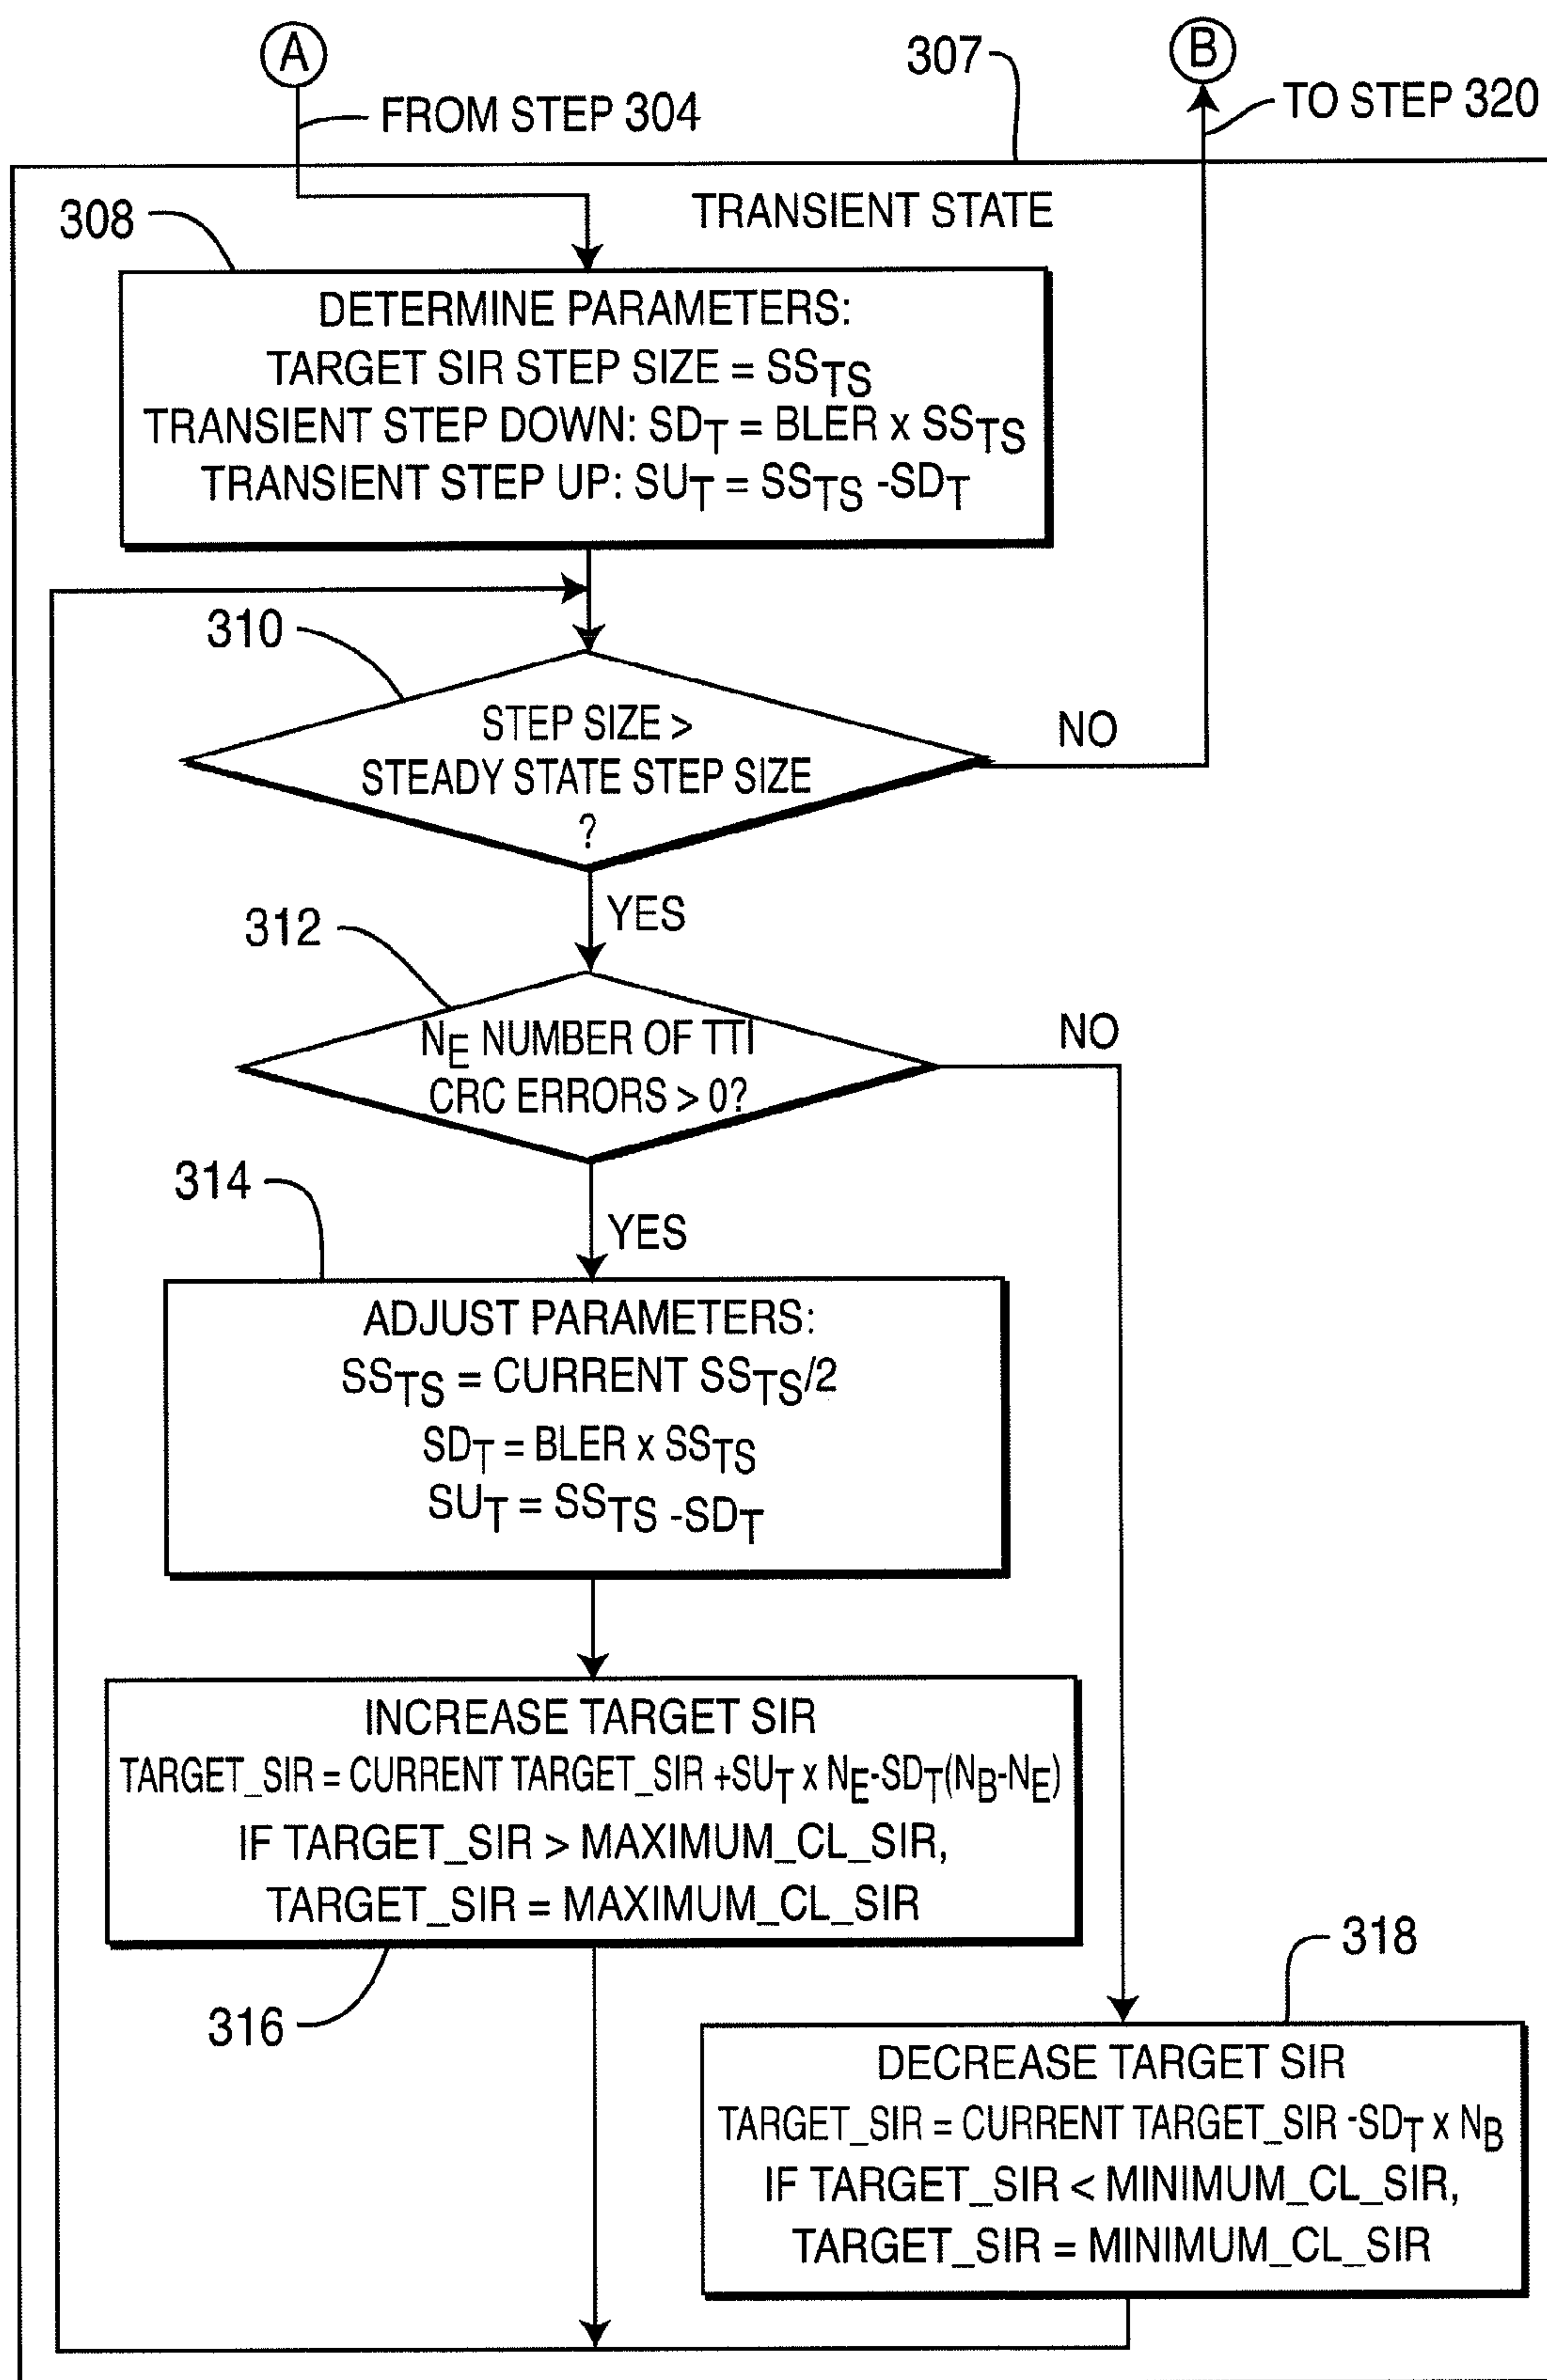 A
307
B
FROM STEP 304
TO STEP 320
TRANSIENT STATE
308
DETERMINE PARAMETERS:
TARGET SIR STEP SIZE = SSTS
TRANSIENT STEP DOWN: SDT = BLER x SSTS
TRANSIENT STEP UP: SUT = SSTS -SDT
310
STEP SIZE >
STEADY STATE STEP SIZE
?
NO
YES
312
NE NUMBER OF TTI
CRC ERRORS > 0?
NO
314
YES
ADJUST PARAMETERS:
SSTS = CURRENT SSTS/2
SDT = BLER x SSTS
SUT = SSTS -SDT
INCREASE TARGET SIR
TARGET_SIR = CURRENT TARGET_SIR +SUT x NE-SDT(NB-NE)
IF TARGET_SIR > MAXIMUM_CL_SIR,
TARGET_SIR = MAXIMUM_CL_SIR
316
318
DECREASE TARGET SIR
TARGET_SIR = CURRENT TARGET_SIR -SDT x NB
IF TARGET_SIR < MINIMUM_CL_SIR,
TARGET_SIR = MINIMUM_CL_SIR